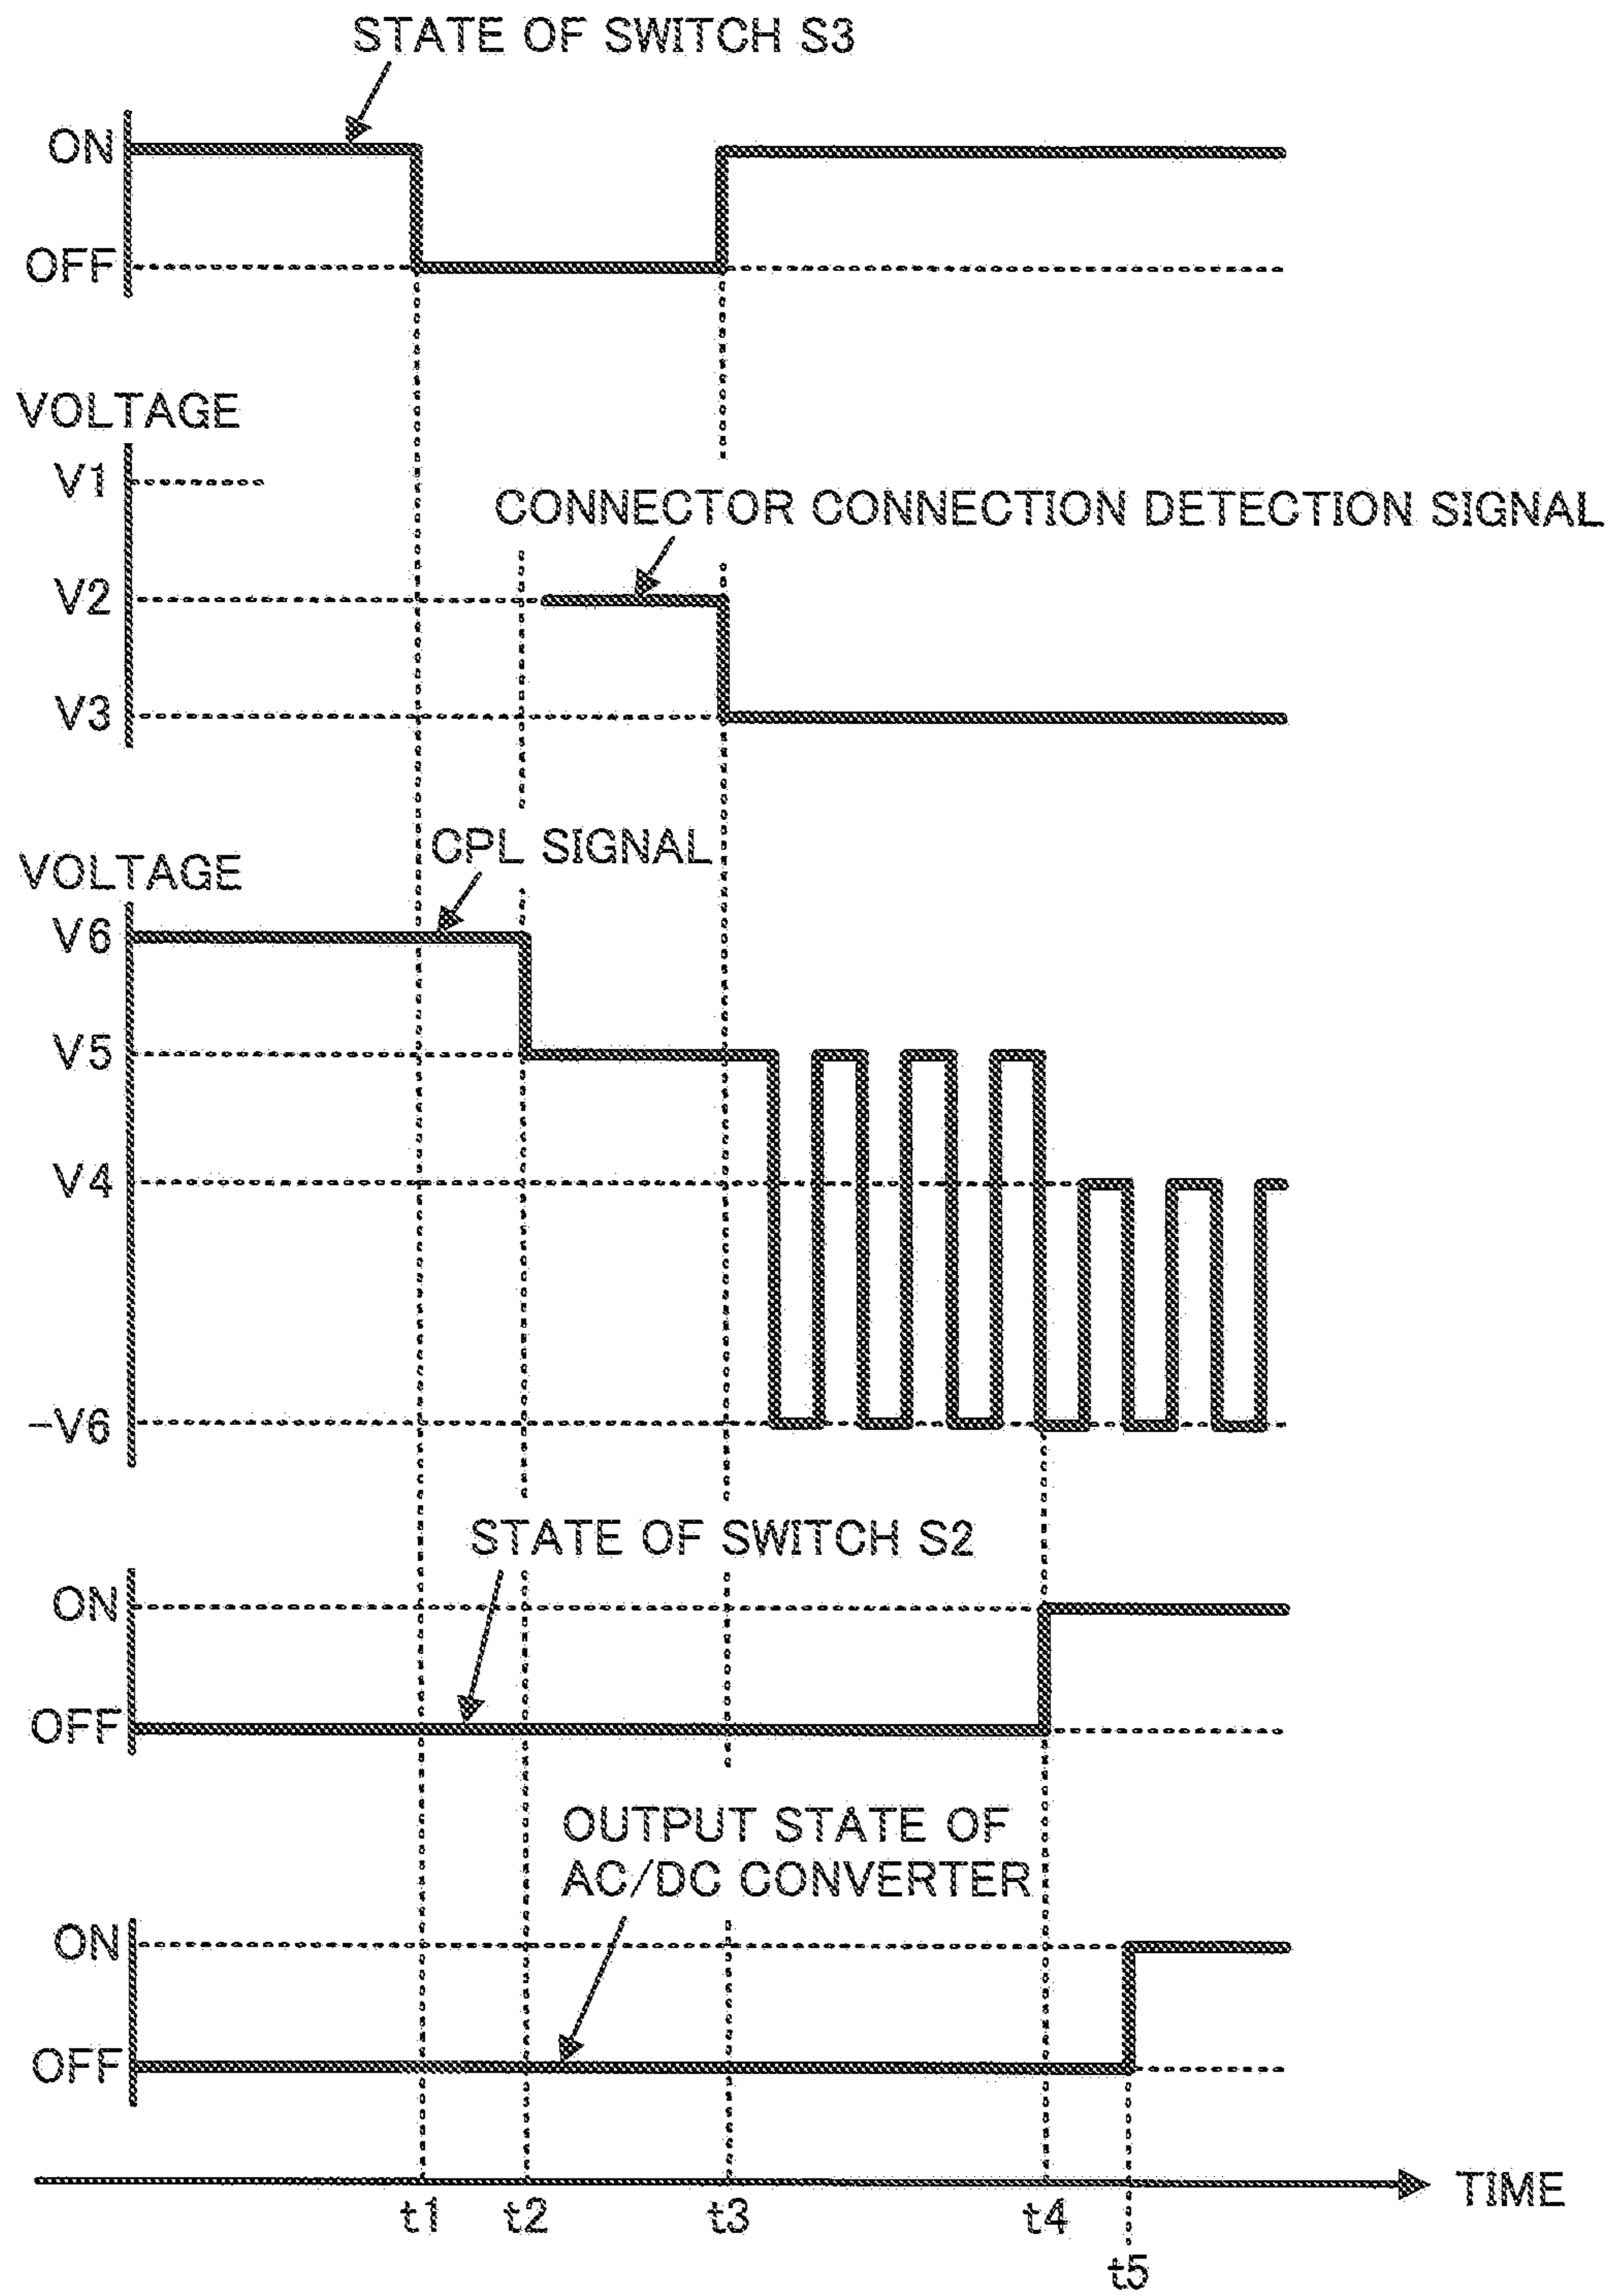 STATE OF SWITCH S3
ON
OFF
VOLTAGE
V1
CONNECTOR CONNECTION DETECTION SIGNAL
V2
V3
CPL SIGNAL
VOLTAGE
V6
V5
V4
-V6
STATE OF SWITCH S2
ON
OFF
OUTPUT STATE OF
AC/DC CONVERTER
ON
OFF
TIME
t1 t2 t3 t4
t5